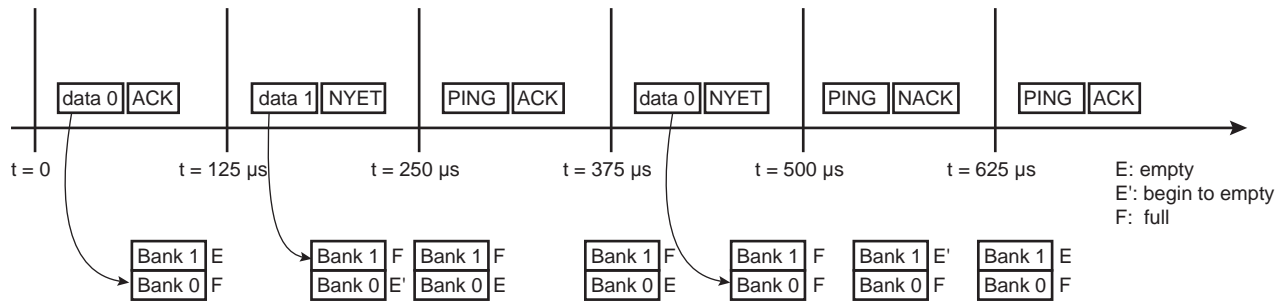 data 0 ACK data 1 NYET PING ACK data 0 NYET PING NACK PING ACK
t = 0 t = 125 µs t = 250 µs t = 375 µs t = 500 µs t = 625 µs
E: empty
E': begin to empty
F: full
Bank 1 E Bank 1 F Bank 1 F Bank 1 F Bank 1 F Bank 1 E' Bank 1 E
Bank 0 F Bank 0 E' Bank 0 E Bank 0 E Bank 0 F Bank 0 F Bank 0 F